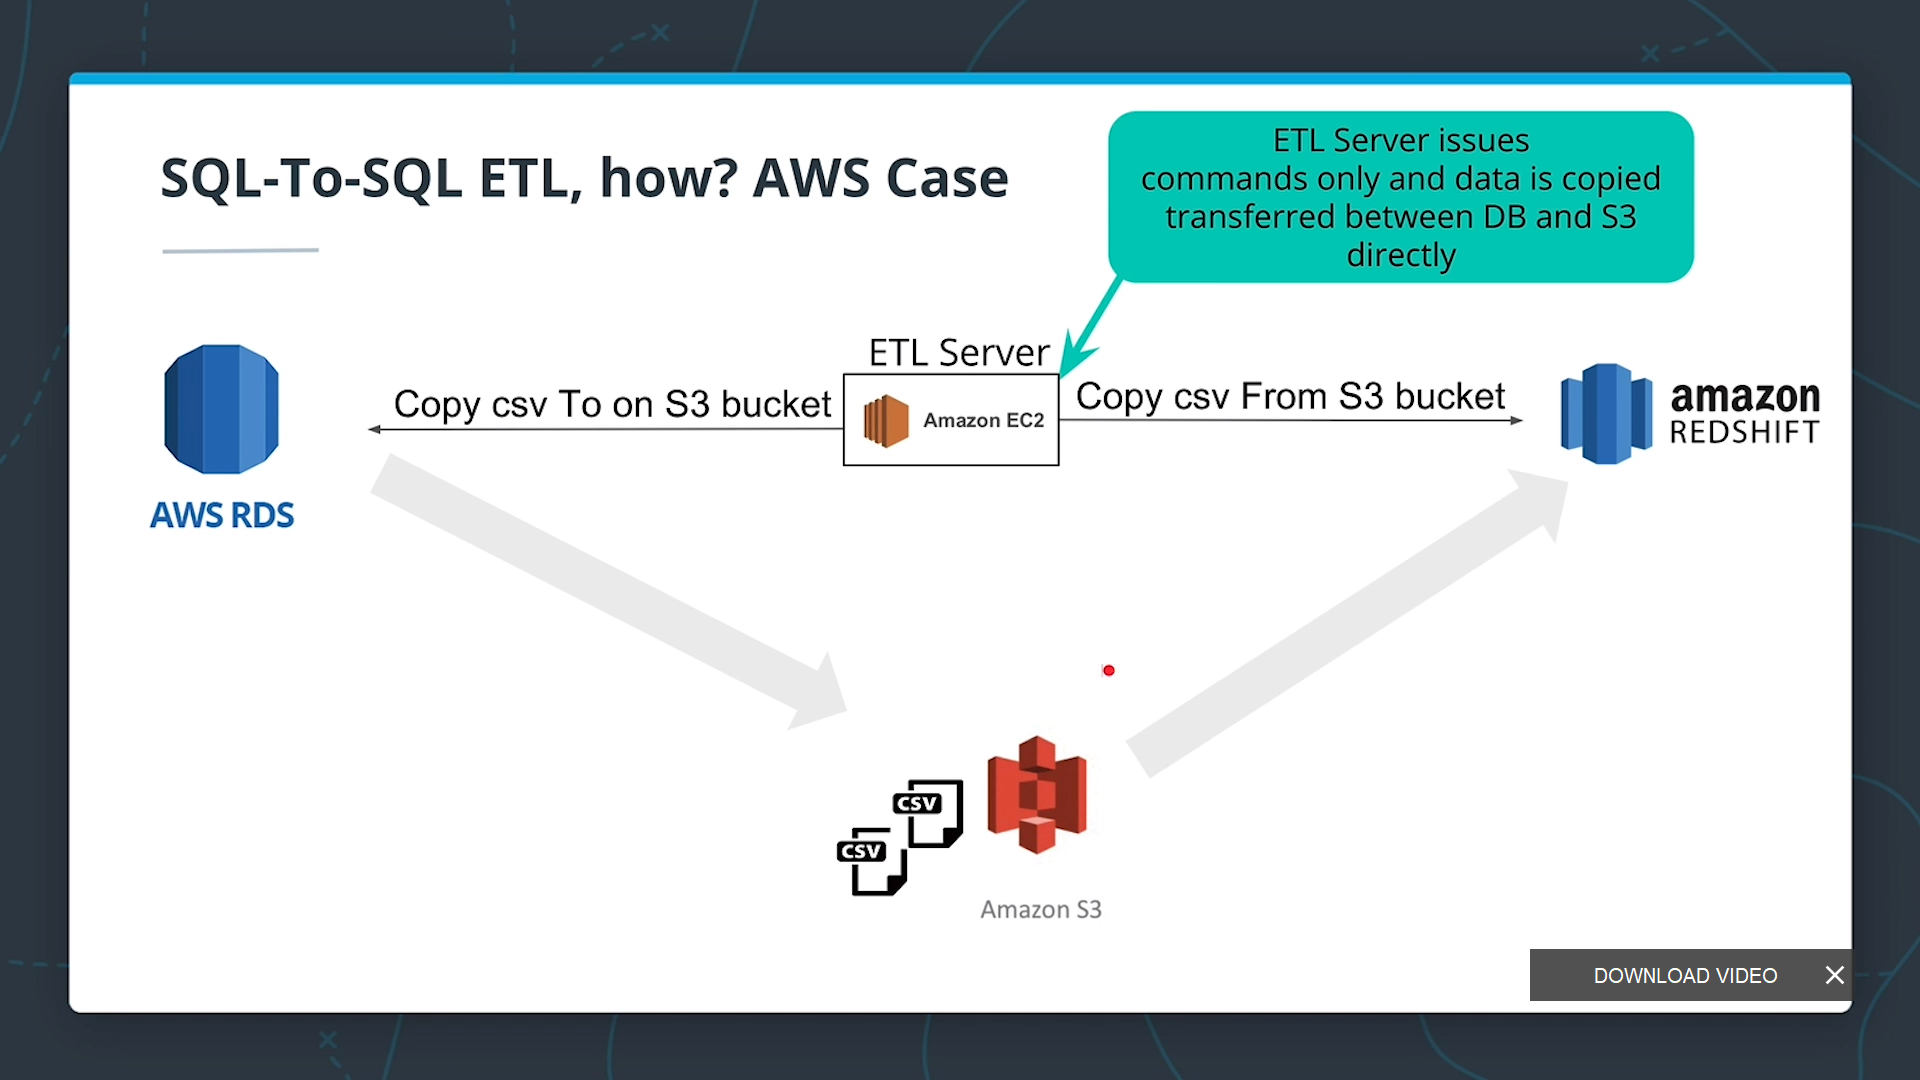 SQL-To-SQL ETL, how? AWS Case
ETL Server issues
commands only and data is copied
transferred between DB and S3
directly
ETL Server
Copy csv To on S3 bucket
Amazon EC2
Copy csv From S3 bucket
amazon
REDSHIFT
AWS RDS
CSV
CSV
Amazon S3
DOWNLOAD VIDEO